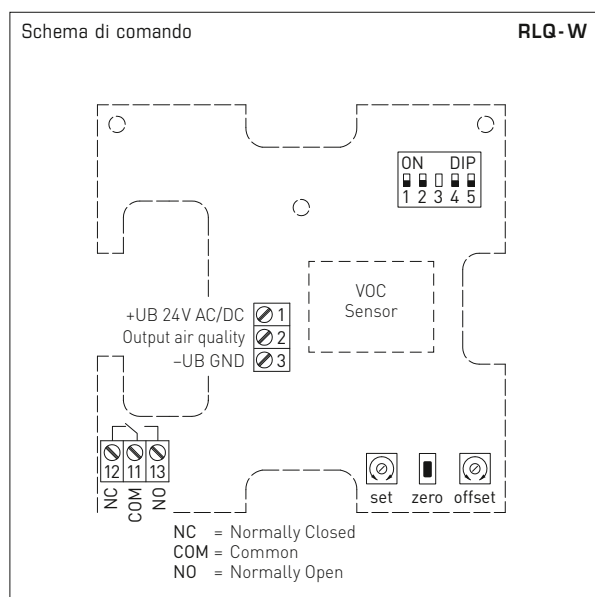 Schema di comando RLQ-W
ON DIP
1 2 3 4 5
VOC
Sensor
+UB 24V AC/DC 1
Output air quality 2
–UB GND 3
12 11 13
NC COM NO
set zero offset
NC = Normally Closed
COM = Common
NO = Normally Open